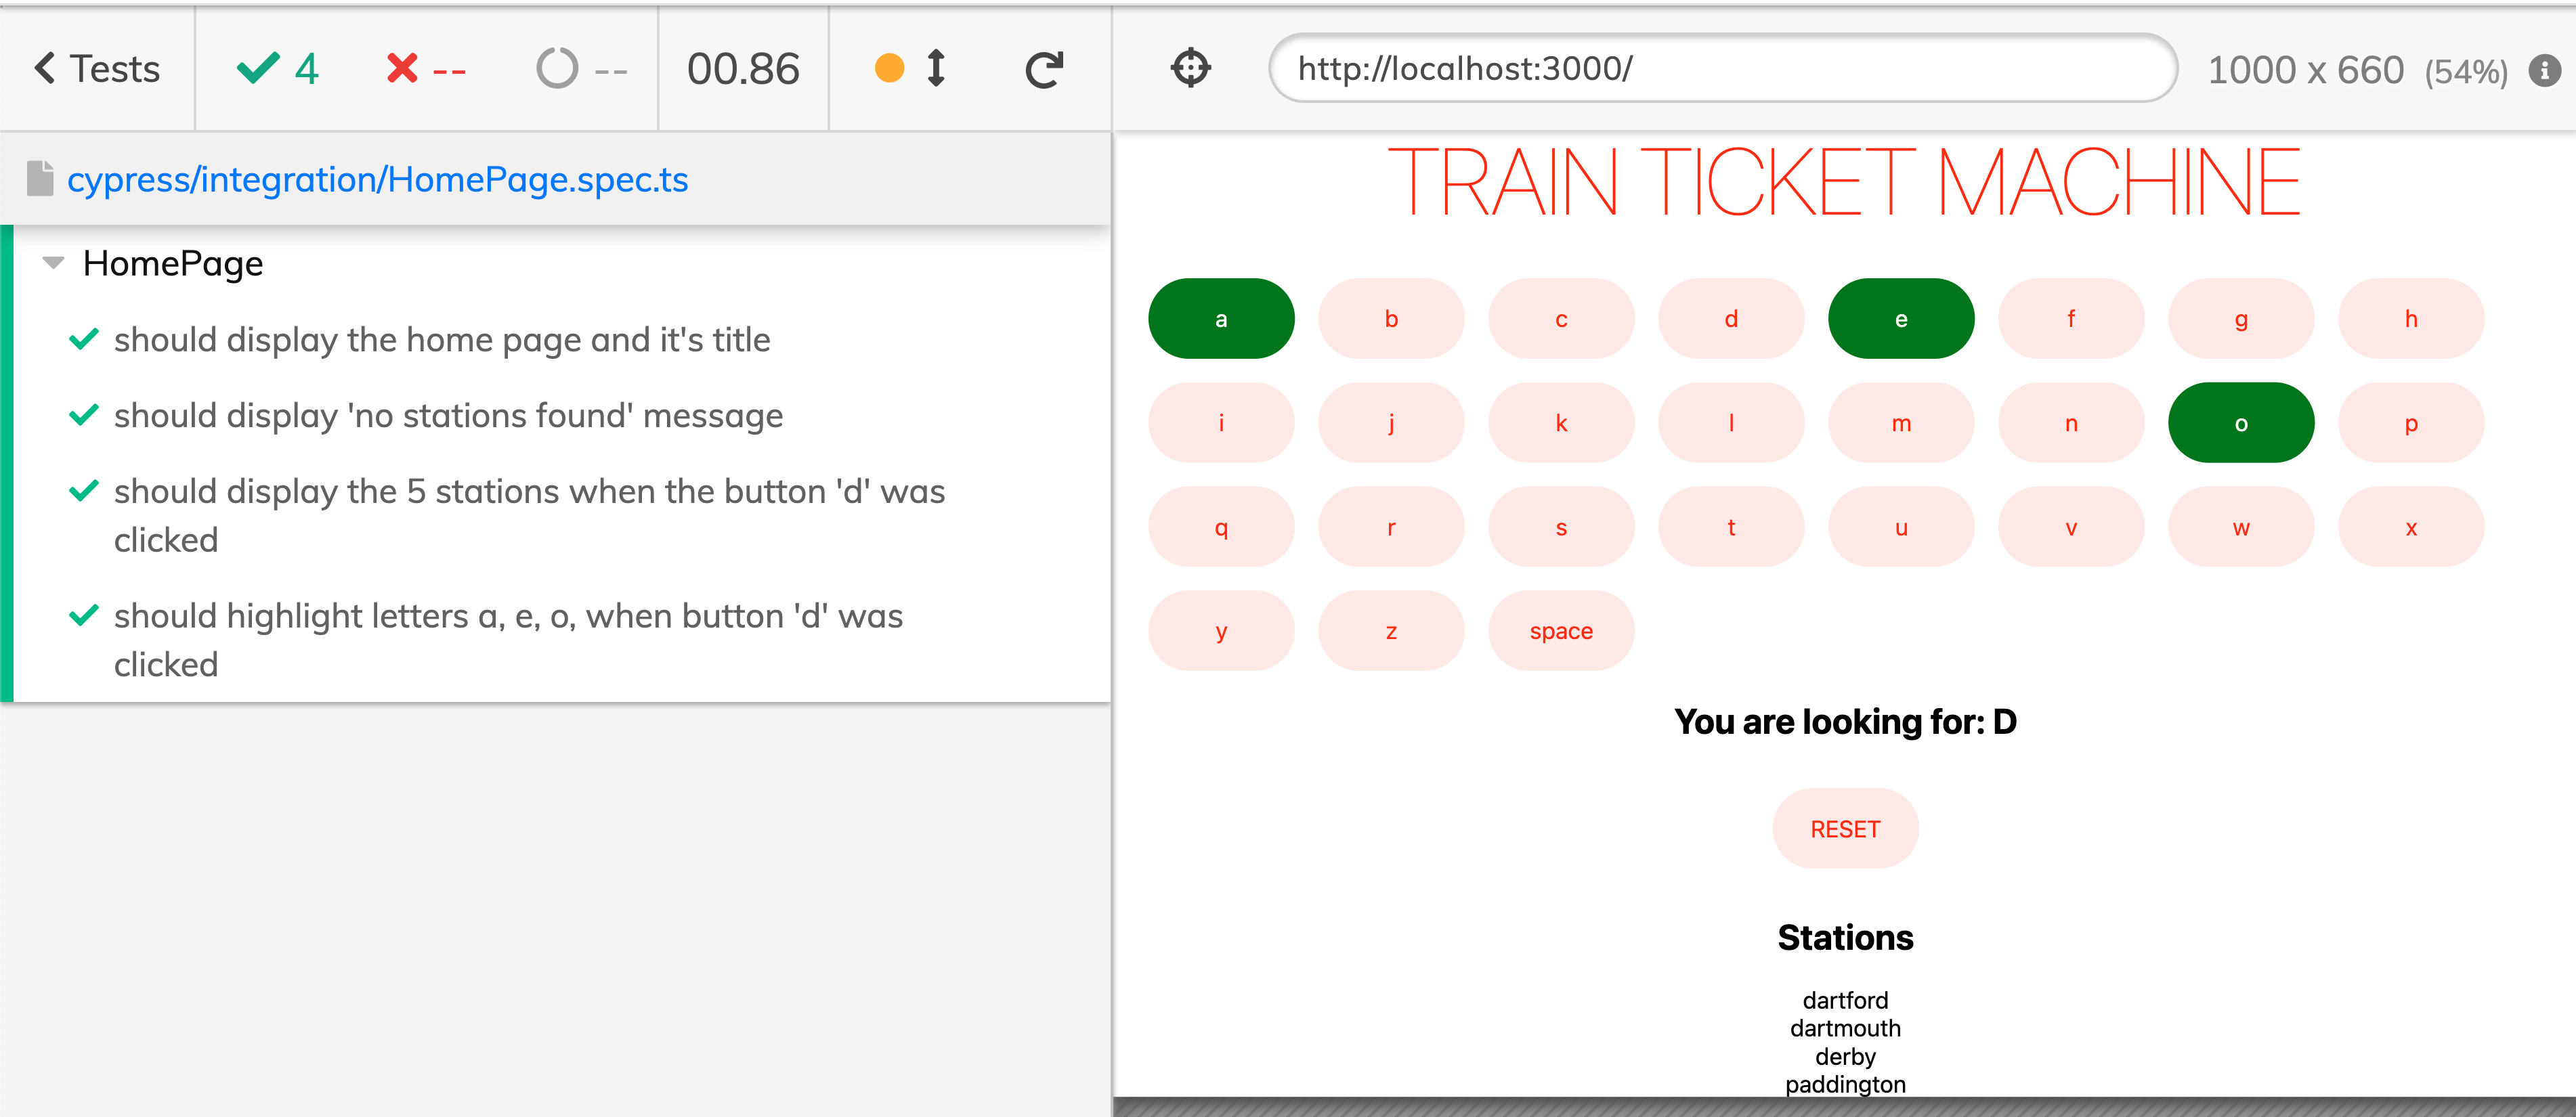 Tests 4 -- -- 00.86
http://localhost:3000/ 1000 x 660 (54%)
cypress/integration/HomePage.spec.ts
HomePage
should display the home page and it's title
should display 'no stations found' message
should display the 5 stations when the button 'd' was
clicked
should highlight letters a, e, o, when button 'd' was
clicked
TRAIN TICKET MACHINE
a b c d e f g h
i j k l m n o p
q r s t u v w x
y z space
You are looking for: D
RESET
Stations
dartford
dartmouth
derby
paddington